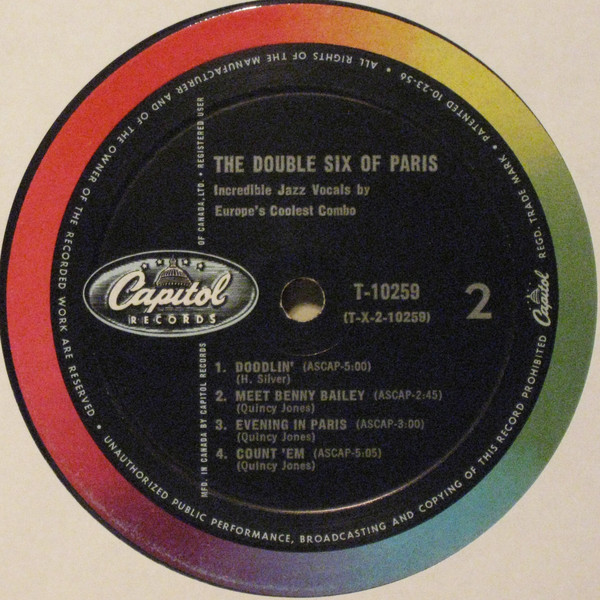 THE DOUBLE SIX OF PARIS
Incredible Jazz Vocals by
Europe's Coolest Combo
Capitol
RECORDS
T-10259
(T-X-2-10259)
2
1. DOODLIN' (ASCAP-5:00)
(H. Silver)
2. MEET BENNY BAILEY (ASCAP-2:45)
(Quincy Jones)
3. EVENING IN PARIS (ASCAP-3:00)
(Quincy Jones)
4. COUNT 'EM (ASCAP-5:05)
(Quincy Jones)
MFD. IN CANADA BY CAPITOL RECORDS OF CANADA, LTD. • REGISTERED USER
• ALL RIGHTS OF THE MANUFACTURER AND OF THE OWNER OF THE RECORDED WORK ARE RESERVED •
UNAUTHORIZED PUBLIC PERFORMANCE, BROADCASTING AND COPYING OF THIS RECORD PROHIBITED
Capitol REGD. TRADE MARK • PATENTED 10-23-56